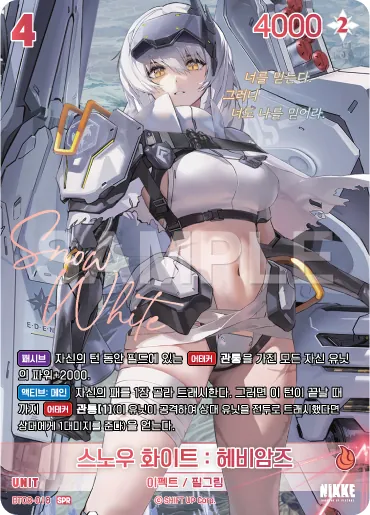 4
4000 2
너를 믿는다.
그러니
너도 나를 믿어라.
SAMPLE
Snow
White
EDEN
패시브 자신의 턴 동안 필드에 있는 어태커 관통을 가진 모든 자신 유닛
의 파워+2000.
액티브:메인 자신의 패를 1장 골라 트래시한다. 그러면 이 턴이 끝날 때
까지 어태커 관통[1](이 유닛이 공격하여 상대 유닛을 전투로 트래시했다면
상대에게 1대미지를 준다)을 얻는다.
스노우 화이트 : 헤비암즈
UNIT
이펙트 / 필그림
SPR
© SHIFT UP Corp.
NIKKE